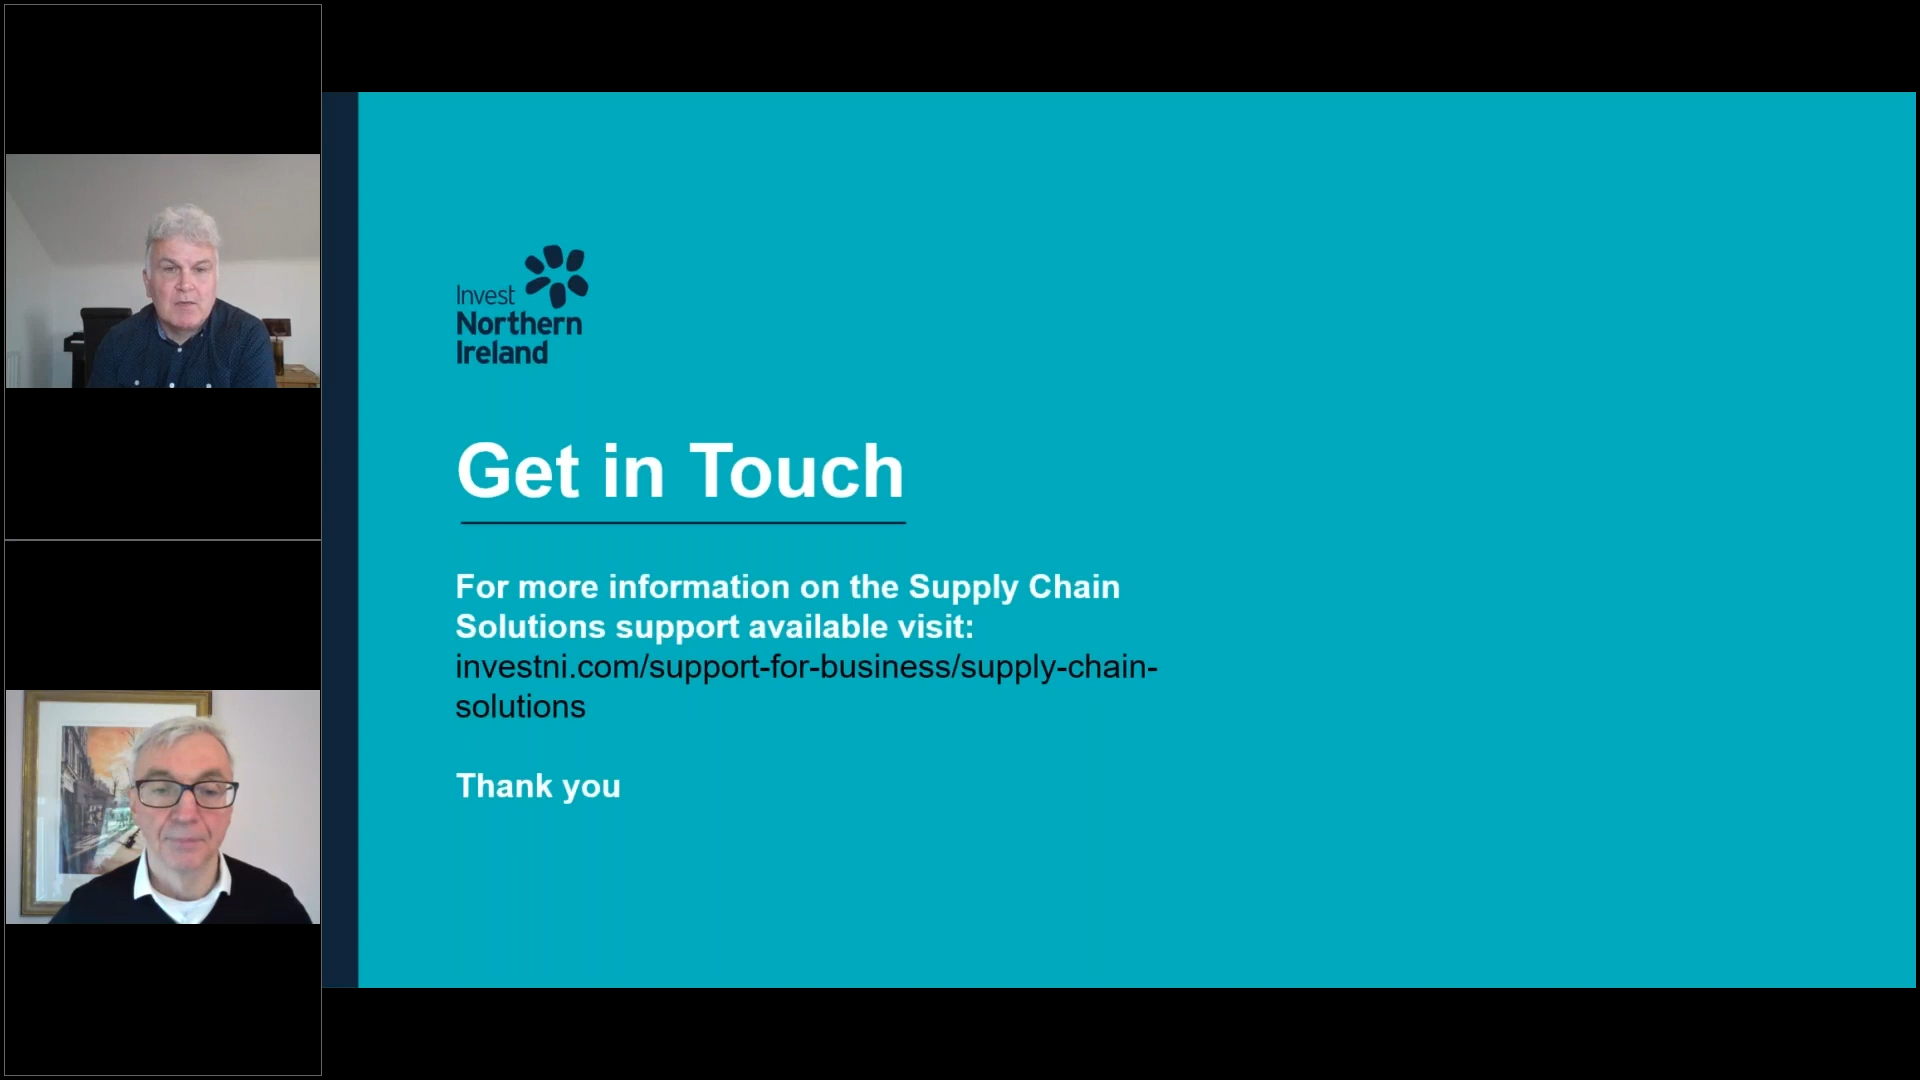 Invest
Northern
Ireland
Get in Touch
For more information on the Supply Chain
Solutions support available visit:
investni.com/support-for-business/supply-chain-
solutions
Thank you